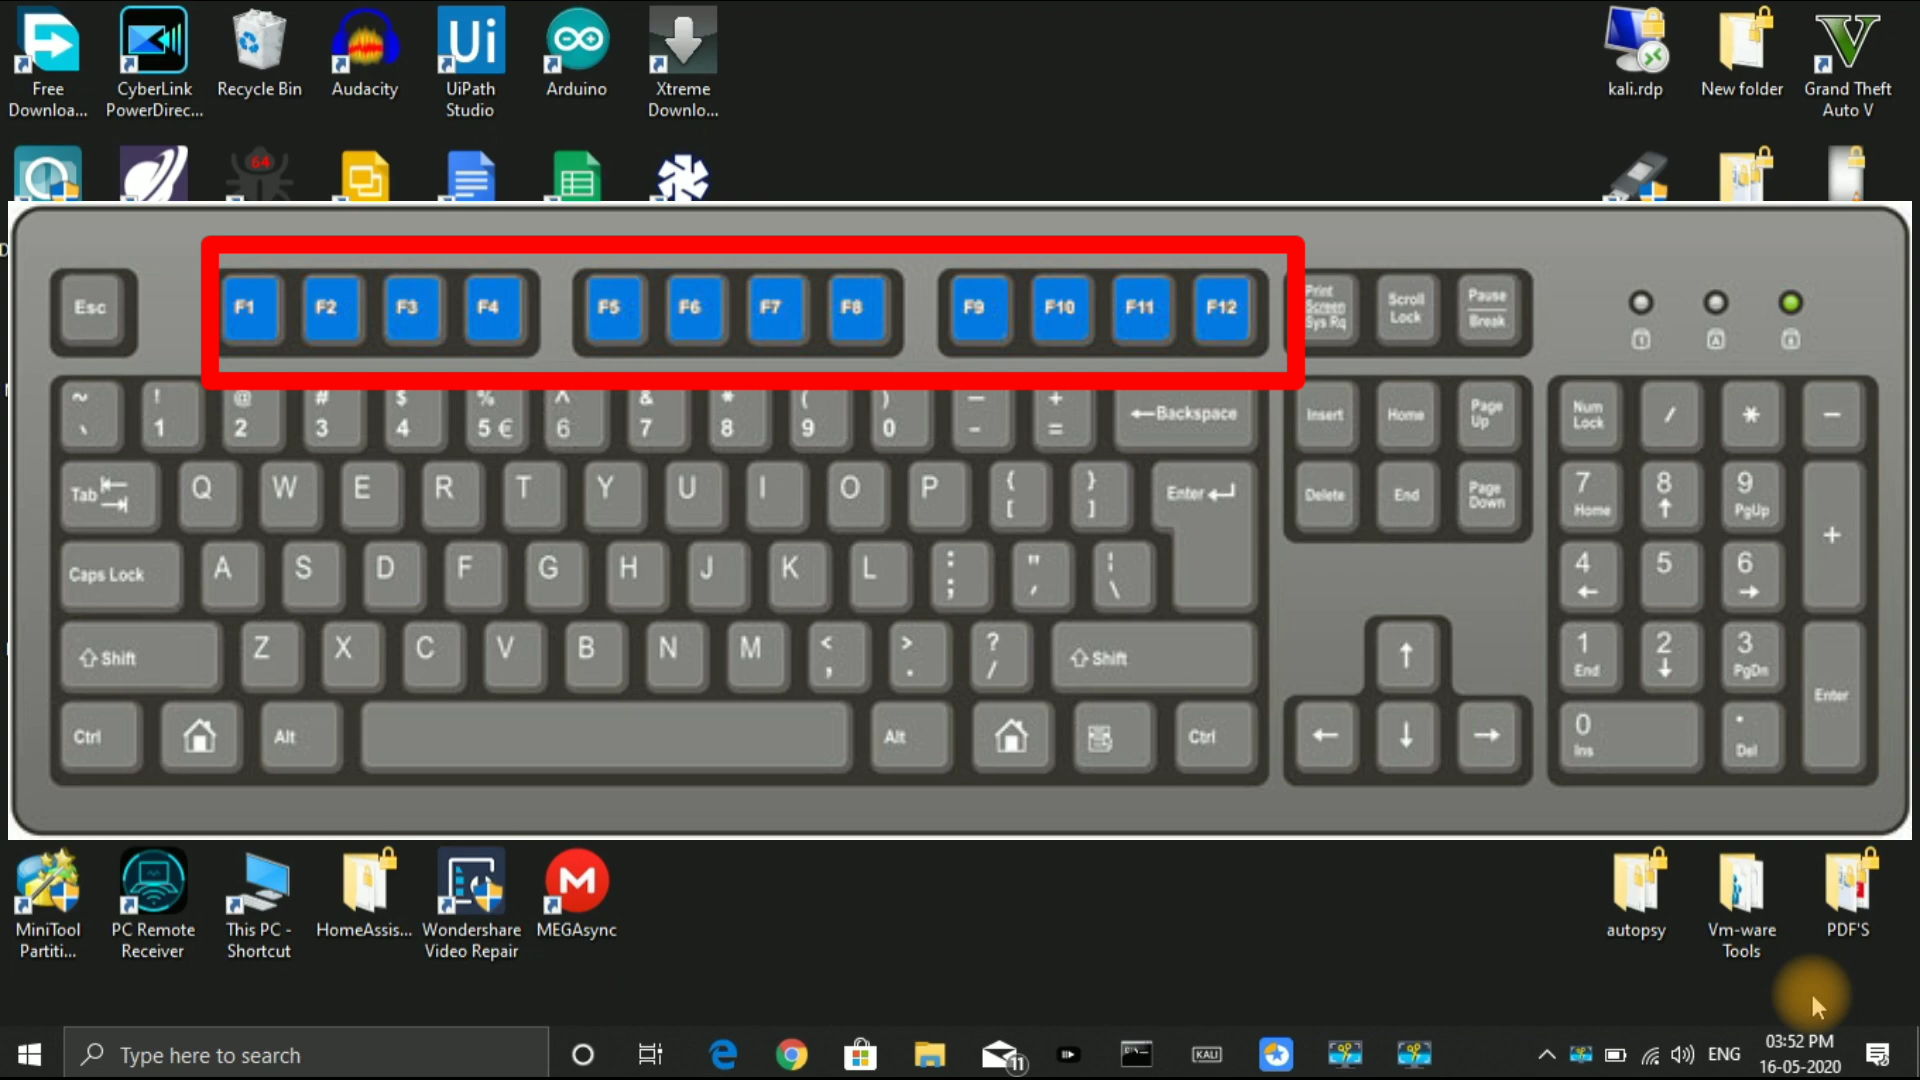 Free
Downloa...
CyberLink
PowerDirec...
Recycle Bin
Audacity
UiPath
Studio
Arduino
Xtreme
Downlo...
kali.rdp
New folder
Grand Theft
Auto V
Ui
64
Esc
F1 F2 F3 F4 F5 F6 F7 F8 F9 F10 F11 F12
Print
Screen
Sys Rq
Scroll
Lock
Pause
Break
1 A
~ ! @ # $ % ^ & * ( ) — +
` 1 2 3 4 5 € 6 7 8 9 0 - =
←Backspace
Insert Home Page
Up
Num
Lock
/ * −
Tab Q W E R T Y U I O P { [ } ] Enter
Delete End Page
Down
7 8 9
Home ↑ PgUp
+
Caps Lock A S D F G H J K L : ; " ' ¦ \
4 5 6
← →
⇧ Shift Z X C V B N M < , > . ? / ⇧ Shift
↑
1 2 3
End ↓ PgDn
Enter
Ctrl Alt Alt Ctrl
← ↓ →
0 .
Ins Del
MiniTool
Partiti...
PC Remote
Receiver
This PC -
Shortcut
HomeAssis...
Wondershare
Video Repair
M
MEGAsync
autopsy
Vm-ware
Tools
PDF'S
Type here to search
11
KALI
ENG
03:52 PM
16-05-2020